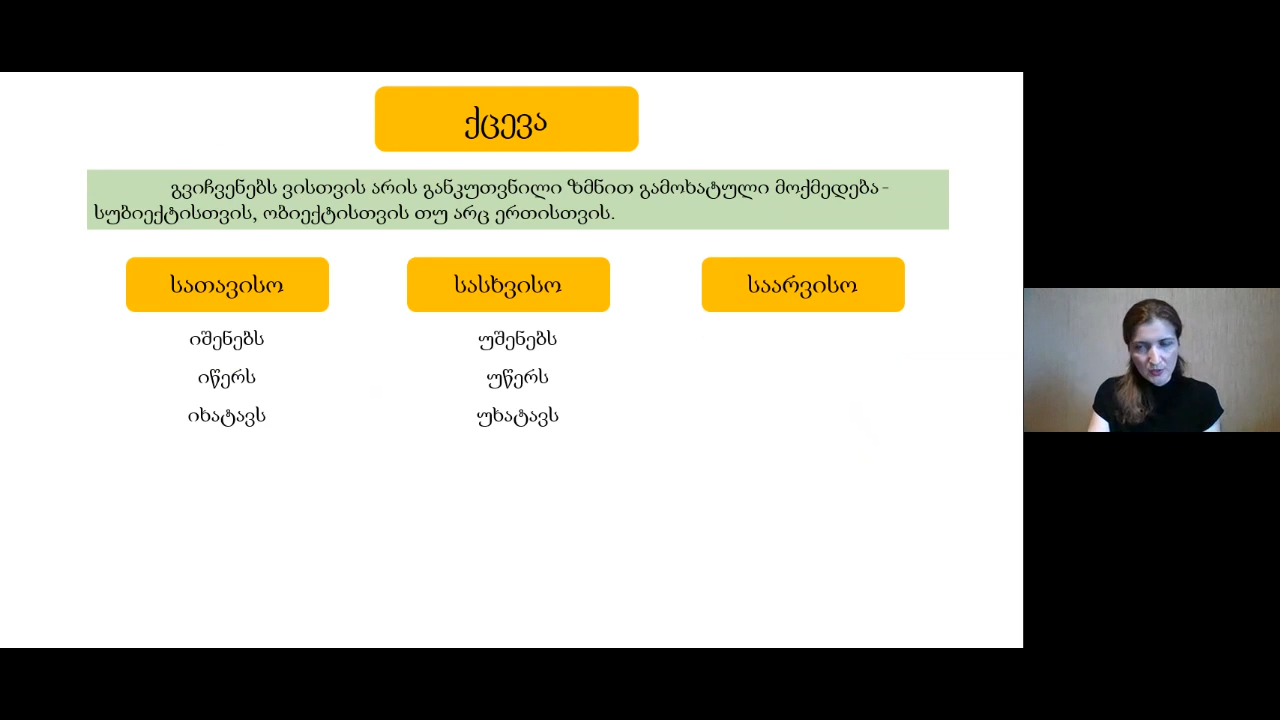 ქცევა
გვიჩვენებს ვისთვის არის განკუთვნილი ზმნით გამოხატული მოქმედება -
სუბიექტისთვის, ობიექტისთვის თუ არც ერთისთვის.
სათავისო
სასხვისო
საარვისო
იშენებს
უშენებს
იწერს
უწერს
იხატავს
უხატავს